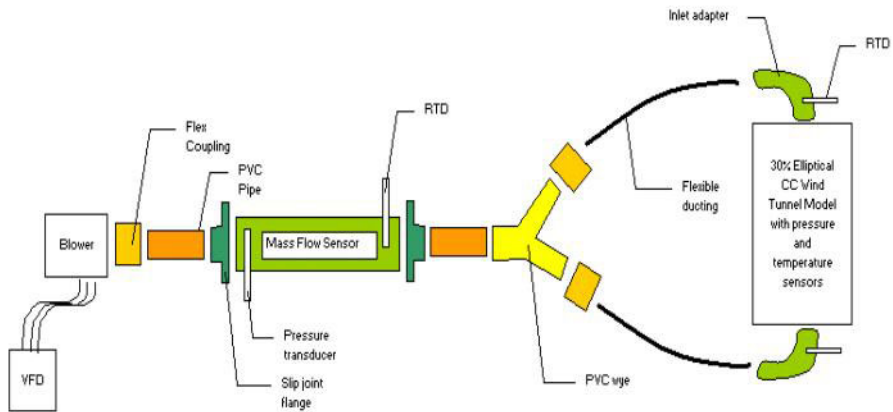 Inlet adapter
RTD
RTD
Flex
Coupling
PVC
Pipe
Flexible
ducting
30% Elliptical
CC Wind
Tunnel Model
with pressure
and
temperature
sensors
Blower
Mass Flow Sensor
Pressure
transducer
Slip joint
flange
PVC wye
VFD